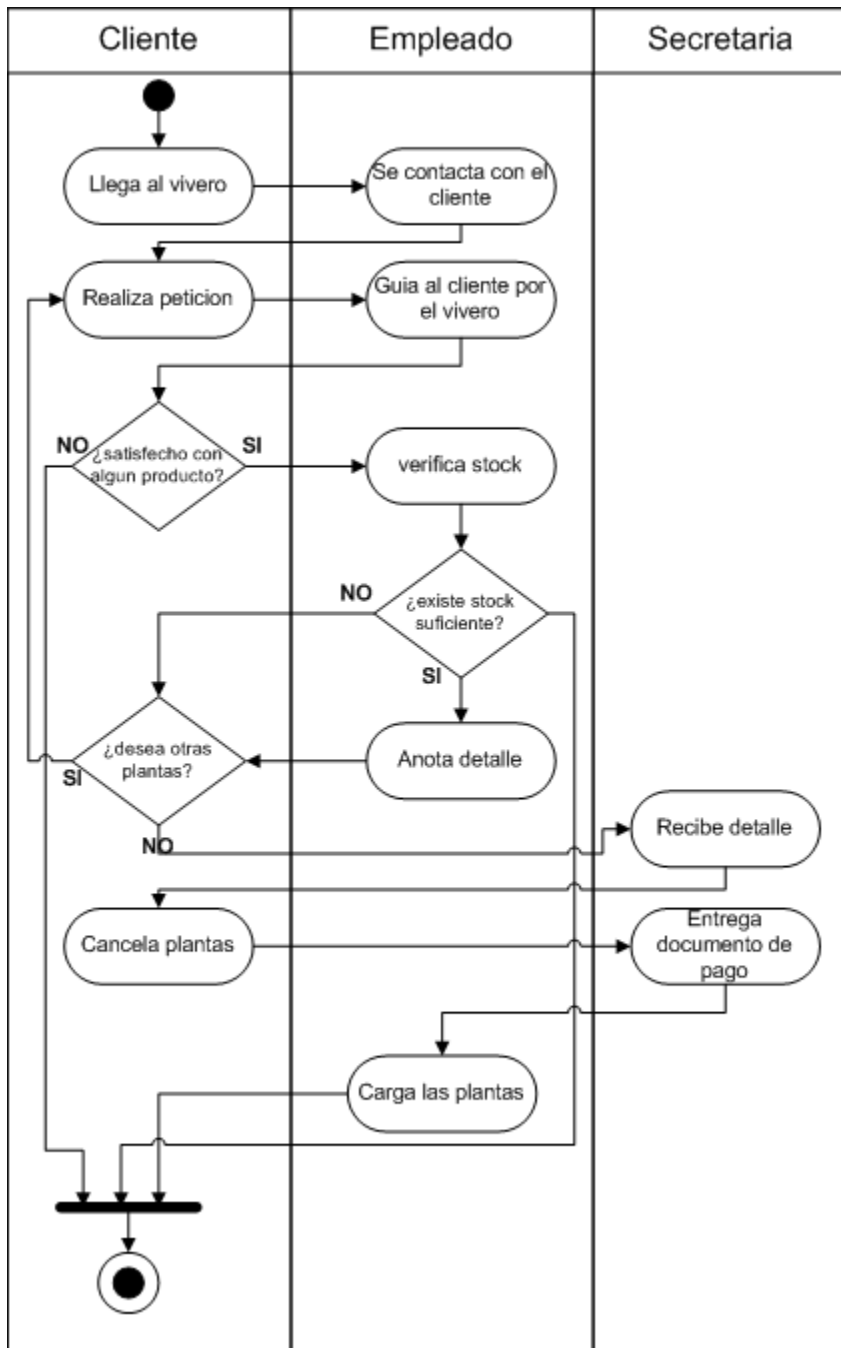 Cliente
Empleado
Secretaria
Llega al vivero
Se contacta con el
cliente
Realiza peticion
Guia al cliente por
el vivero
NO
¿satisfecho con
algun producto?
SI
verifica stock
NO
¿existe stock
suficiente?
SI
¿desea otras
plantas?
SI
NO
Anota detalle
Recibe detalle
Cancela plantas
Entrega
documento de
pago
Carga las plantas